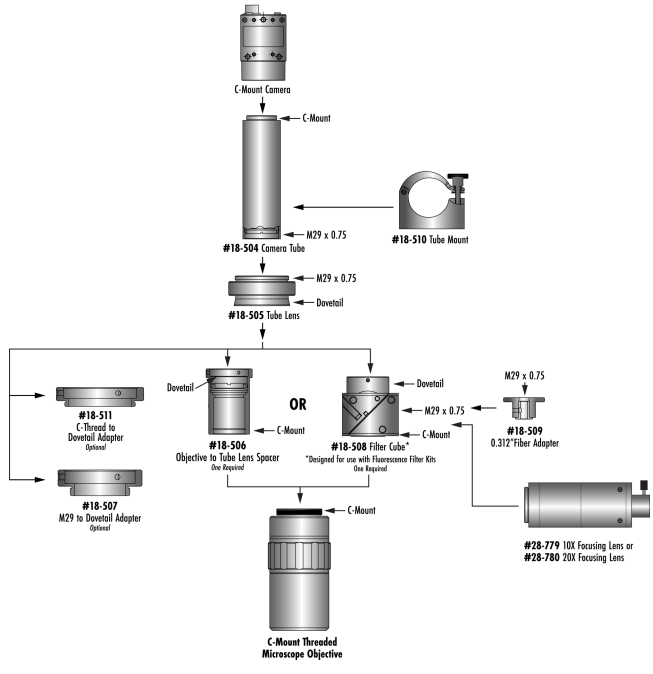 C-Mount Camera
C-Mount
M29 x 0.75
#18-504 Camera Tube
#18-510 Tube Mount
M29 x 0.75
Dovetail
#18-505 Tube Lens
#18-511
C-Thread to
Dovetail Adapter
Optional
#18-507
M29 to Dovetail Adapter
Optional
Dovetail
C-Mount
#18-506
Objective to Tube Lens Spacer
One Required
OR
Dovetail
M29 x 0.75
C-Mount
#18-508 Filter Cube*
*Designed for use with Fluorescence Filter Kits
One Required
M29 x 0.75
#18-509
0.312"Fiber Adapter
#28-779 10X Focusing Lens or
#28-780 20X Focusing Lens
C-Mount
C-Mount Threaded
Microscope Objective